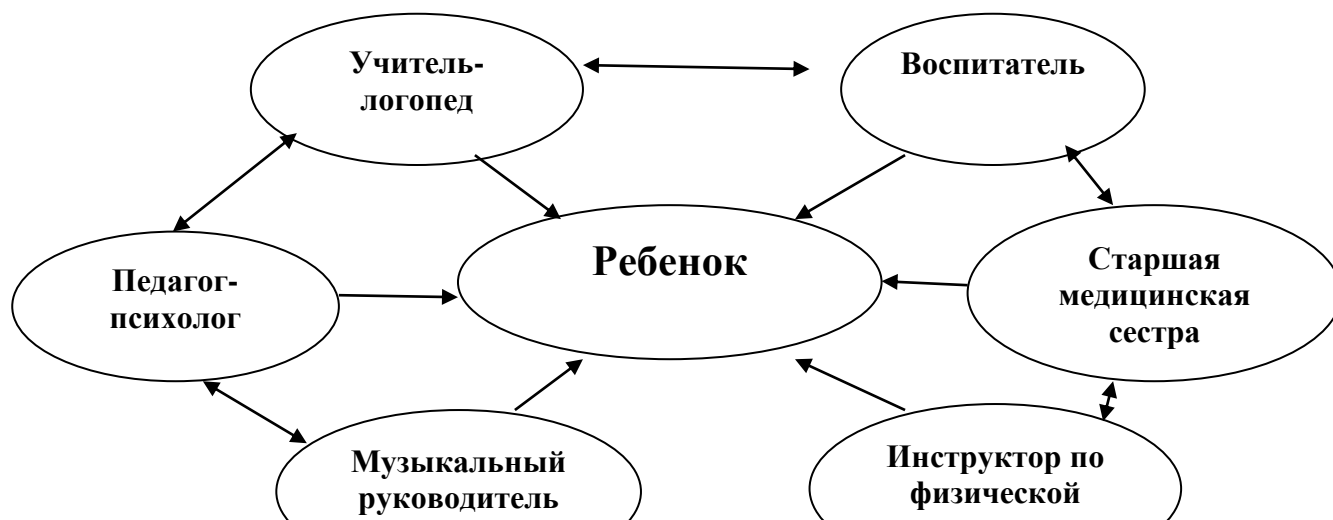 Учитель-
логопед
Воспитатель
Ребенок
Педагог-
психолог
Старшая
медицинская
сестра
Музыкальный
руководитель
Инструктор по
физической